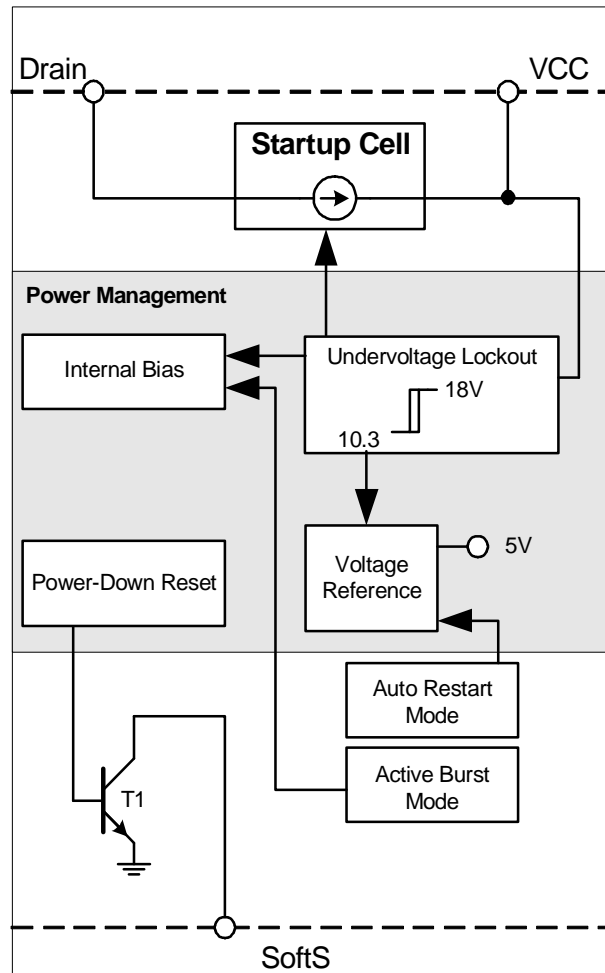 Drain
VCC
Startup Cell
Power Management
Internal Bias
Undervoltage Lockout
18V
10.3
Power-Down Reset
Voltage
Reference
5V
Auto Restart
Mode
Active Burst
Mode
T1
SoftS